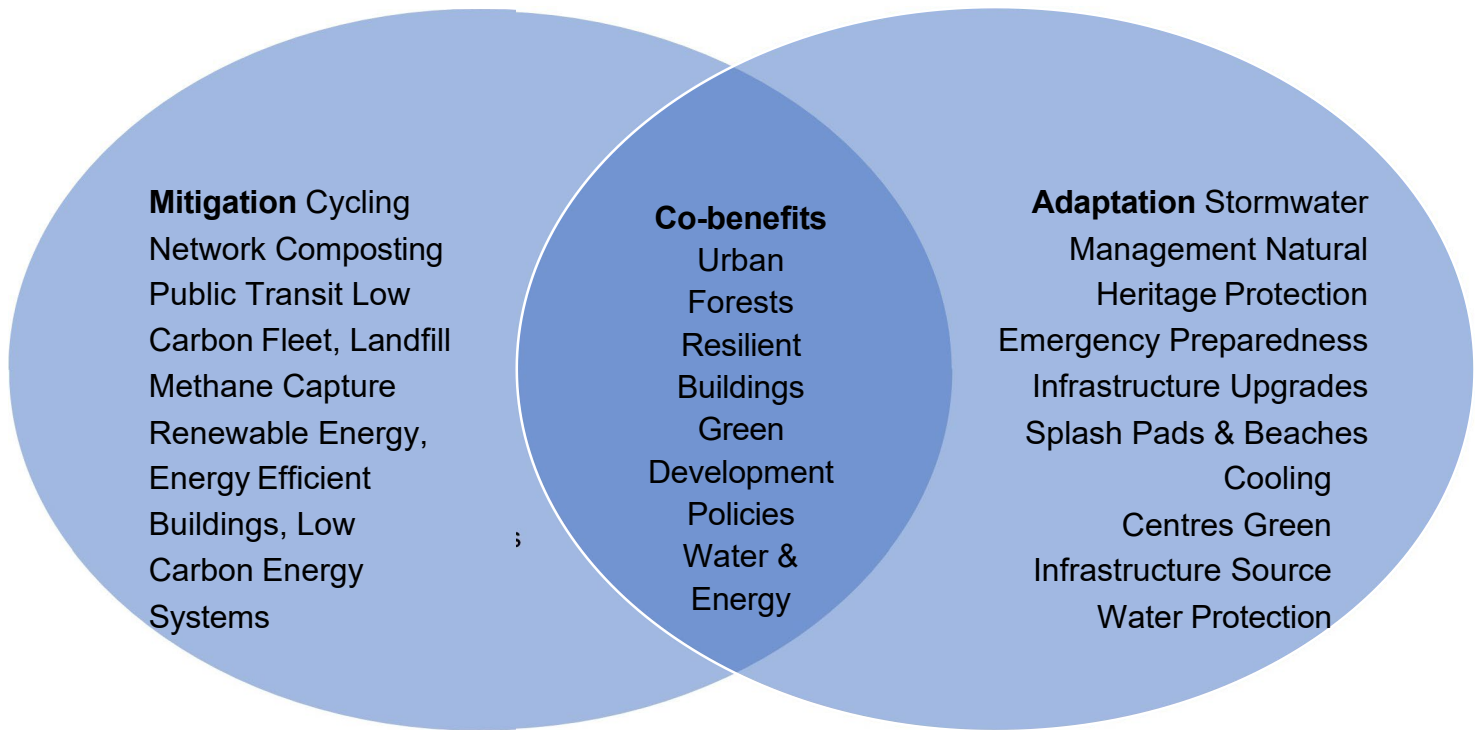 Mitigation Cycling
Network Composting
Public Transit Low
Carbon Fleet, Landfill
Methane Capture
Renewable Energy,
Energy Efficient
Buildings, Low
Carbon Energy
Systems
s
Co-benefits
Urban
Forests
Resilient
Buildings
Green
Development
Policies
Water &
Energy
Adaptation Stormwater
Management Natural
Heritage Protection
Emergency Preparedness
Infrastructure Upgrades
Splash Pads & Beaches
Cooling
Centres Green
Infrastructure Source
Water Protection